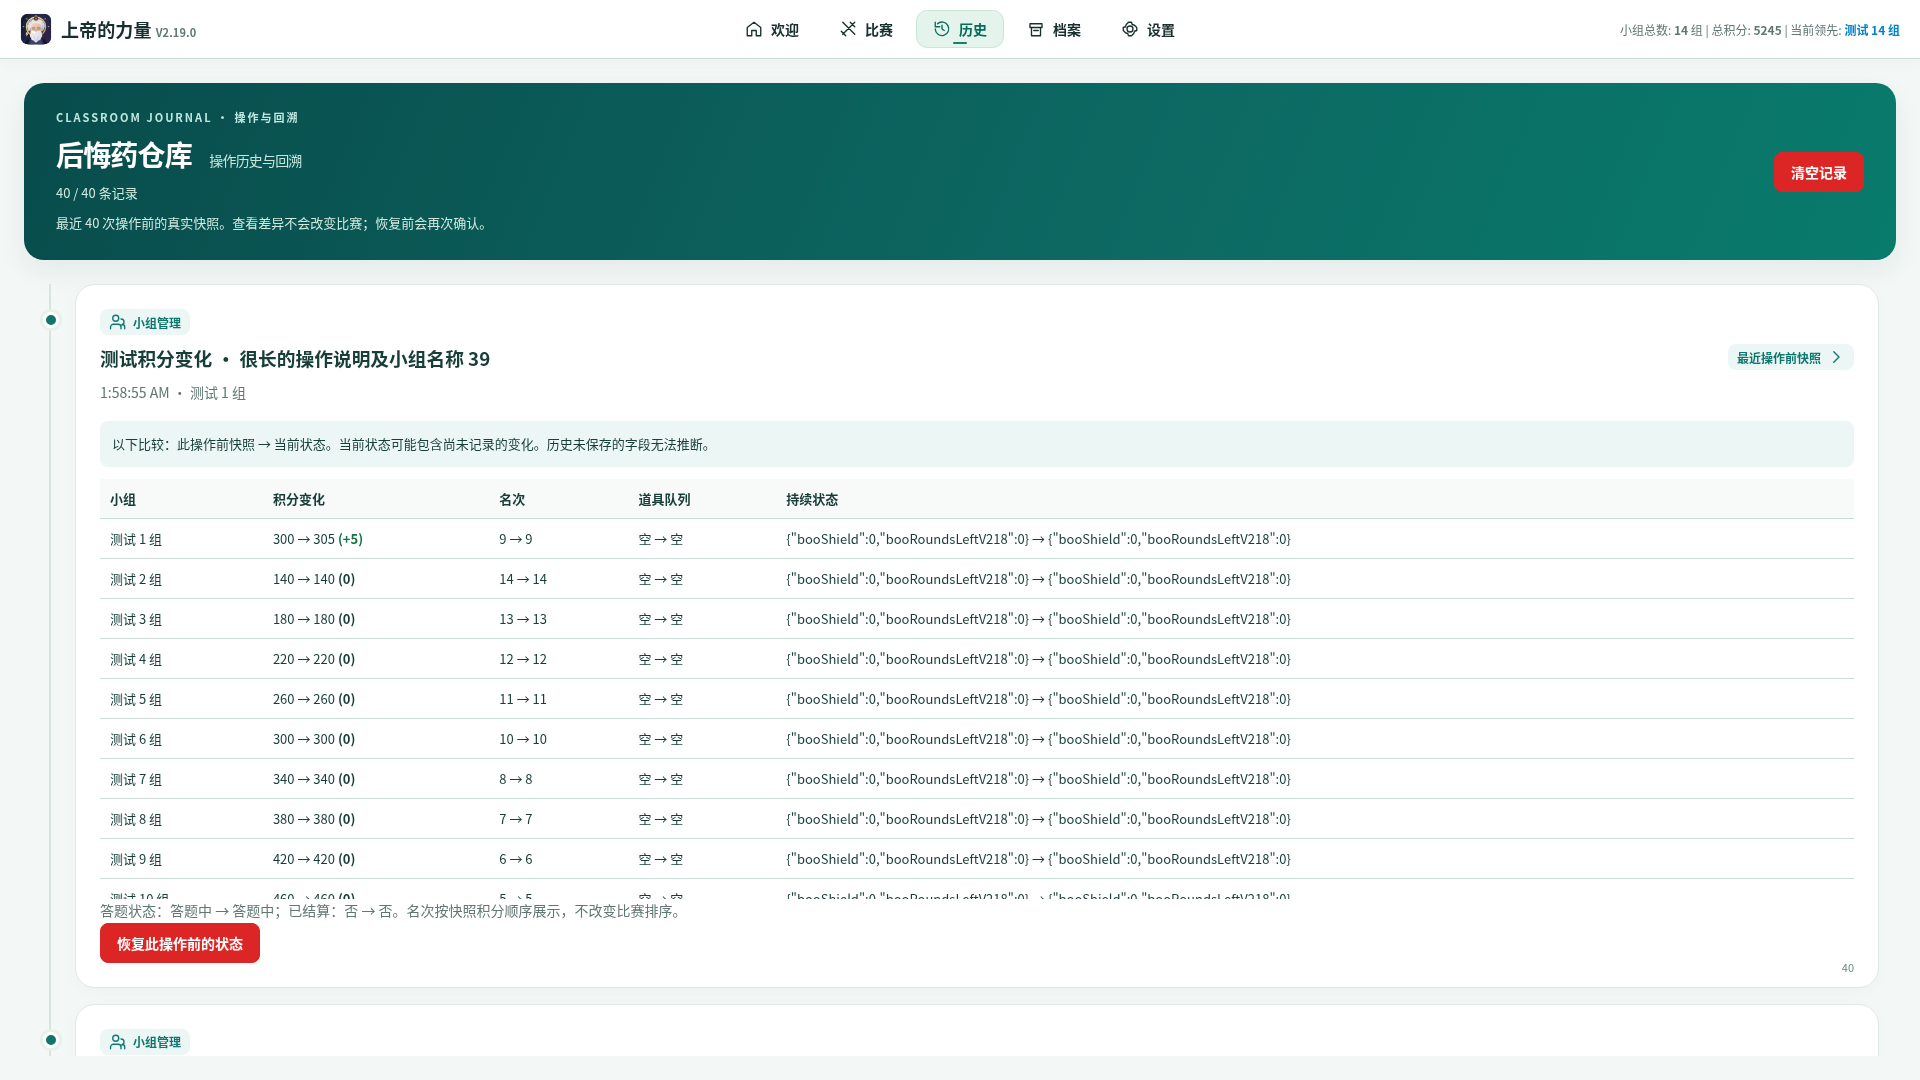 上帝的力量 V2.19.0
欢迎
比赛
历史
档案
设置
小组总数: 14 组 | 总积分: 5245 | 当前领先: 测试 14 组
CLASSROOM JOURNAL · 操作与回溯
后悔药仓库 操作历史与回溯
40 / 40 条记录
最近 40 次操作前的真实快照。查看差异不会改变比赛；恢复前会再次确认。
清空记录
小组管理
测试积分变化 · 很长的操作说明及小组名称 39
1:58:55 AM · 测试 1 组
最近操作前快照
以下比较：此操作前快照 → 当前状态。当前状态可能包含尚未记录的变化。历史未保存的字段无法推断。
小组 积分变化 名次 道具队列 持续状态
测试 1 组 300 → 305 (+5) 9 → 9 空 → 空 {"booShield":0,"booRoundsLeftV218":0} → {"booShield":0,"booRoundsLeftV218":0}
测试 2 组 140 → 140 (0) 14 → 14 空 → 空 {"booShield":0,"booRoundsLeftV218":0} → {"booShield":0,"booRoundsLeftV218":0}
测试 3 组 180 → 180 (0) 13 → 13 空 → 空 {"booShield":0,"booRoundsLeftV218":0} → {"booShield":0,"booRoundsLeftV218":0}
测试 4 组 220 → 220 (0) 12 → 12 空 → 空 {"booShield":0,"booRoundsLeftV218":0} → {"booShield":0,"booRoundsLeftV218":0}
测试 5 组 260 → 260 (0) 11 → 11 空 → 空 {"booShield":0,"booRoundsLeftV218":0} → {"booShield":0,"booRoundsLeftV218":0}
测试 6 组 300 → 300 (0) 10 → 10 空 → 空 {"booShield":0,"booRoundsLeftV218":0} → {"booShield":0,"booRoundsLeftV218":0}
测试 7 组 340 → 340 (0) 8 → 8 空 → 空 {"booShield":0,"booRoundsLeftV218":0} → {"booShield":0,"booRoundsLeftV218":0}
测试 8 组 380 → 380 (0) 7 → 7 空 → 空 {"booShield":0,"booRoundsLeftV218":0} → {"booShield":0,"booRoundsLeftV218":0}
测试 9 组 420 → 420 (0) 6 → 6 空 → 空 {"booShield":0,"booRoundsLeftV218":0} → {"booShield":0,"booRoundsLeftV218":0}
测试 10 组 460 → 460 (0) 5 → 5 空 → 空 {"booShield":0,"booRoundsLeftV218":0} → {"booShield":0,"booRoundsLeftV218":0}
答题状态：答题中 → 答题中；已结算：否 → 否。名次按快照积分顺序展示，不改变比赛排序。
恢复此操作前的状态
40
小组管理